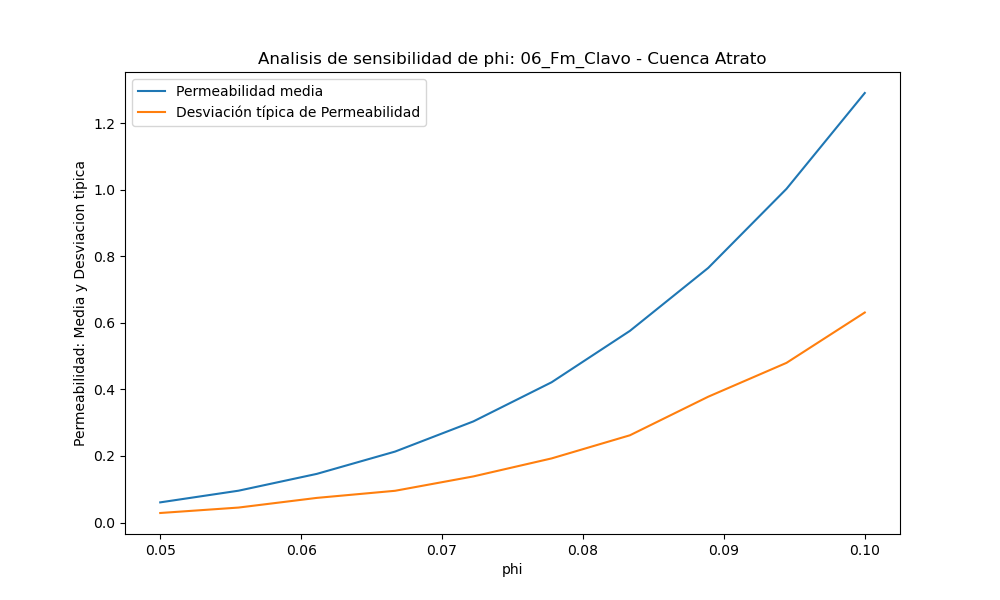 Analisis de sensibilidad de phi: 06_Fm_Clavo - Cuenca Atrato
Permeabilidad media
Desviación típica de Permeabilidad
Permeabilidad: Media y Desviacion tipica
1.2
1.0
0.8
0.6
0.4
0.2
0.0
0.05 0.06 0.07 0.08 0.09 0.10
phi